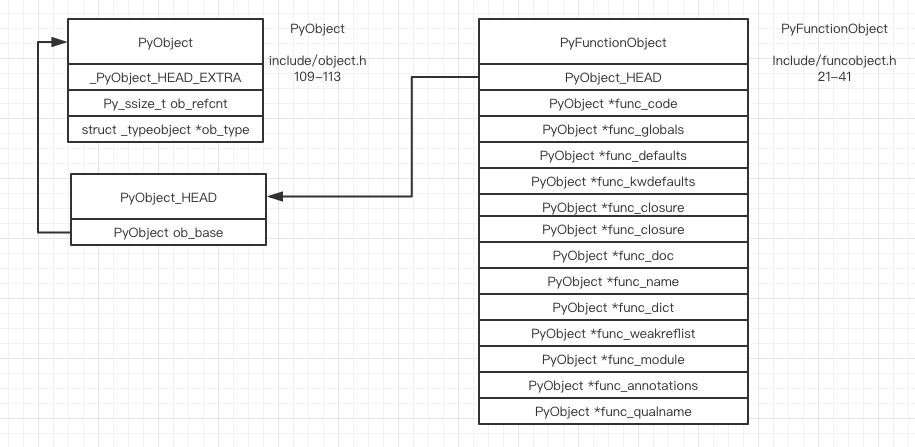 PyObject
_PyObject_HEAD_EXTRA
Py_ssize_t ob_refcnt
struct _typeobject *ob_type
PyObject
include/object.h
109-113
PyObject_HEAD
PyObject ob_base
PyFunctionObject
PyObject_HEAD
PyObject *func_code
PyObject *func_globals
PyObject *func_defaults
PyObject *func_kwdefaults
PyObject *func_closure
PyObject *func_closure
PyObject *func_doc
PyObject *func_name
PyObject *func_dict
PyObject *func_weakreflist
PyObject *func_module
PyObject *func_annotations
PyObject *func_qualname
PyFunctionObject
Include/funcobject.h
21-41